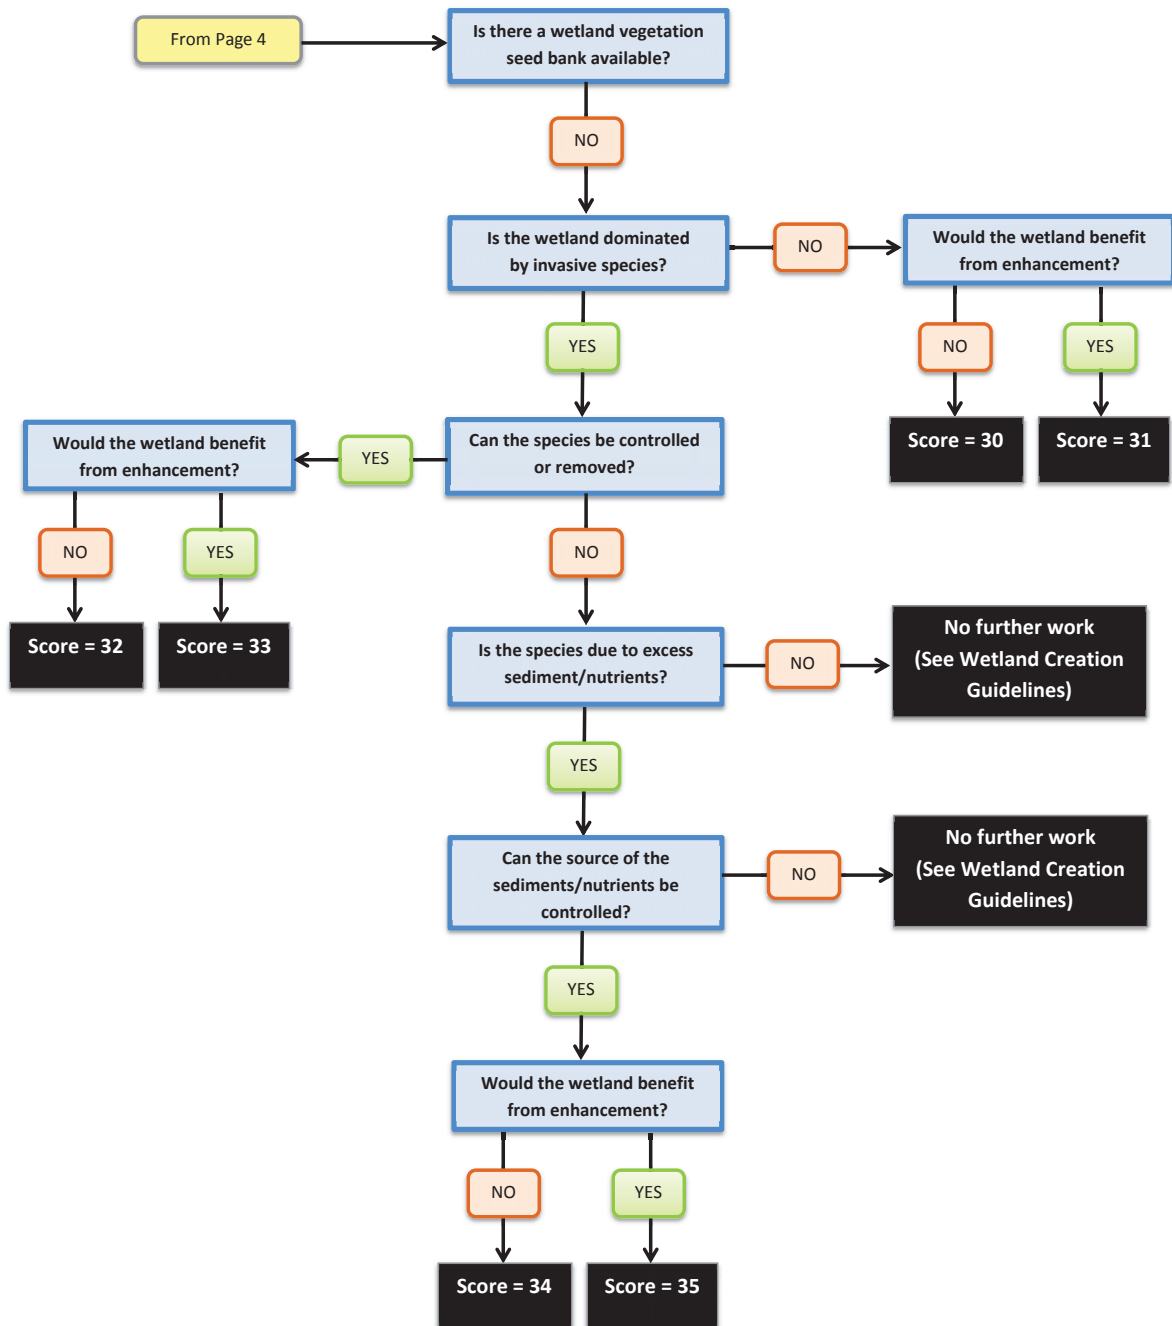 From Page 4
Is there a wetland vegetation
seed bank available?
NO
Is the wetland dominated
by invasive species?
NO
Would the wetland benefit
from enhancement?
NO
YES
Score = 30
Score = 31
YES
Can the species be controlled
or removed?
YES
Would the wetland benefit
from enhancement?
NO
YES
Score = 32
Score = 33
NO
Is the species due to excess
sediment/nutrients?
NO
No further work
(See Wetland Creation
Guidelines)
YES
Can the source of the
sediments/nutrients be
controlled?
NO
No further work
(See Wetland Creation
Guidelines)
YES
Would the wetland benefit
from enhancement?
NO
YES
Score = 34
Score = 35